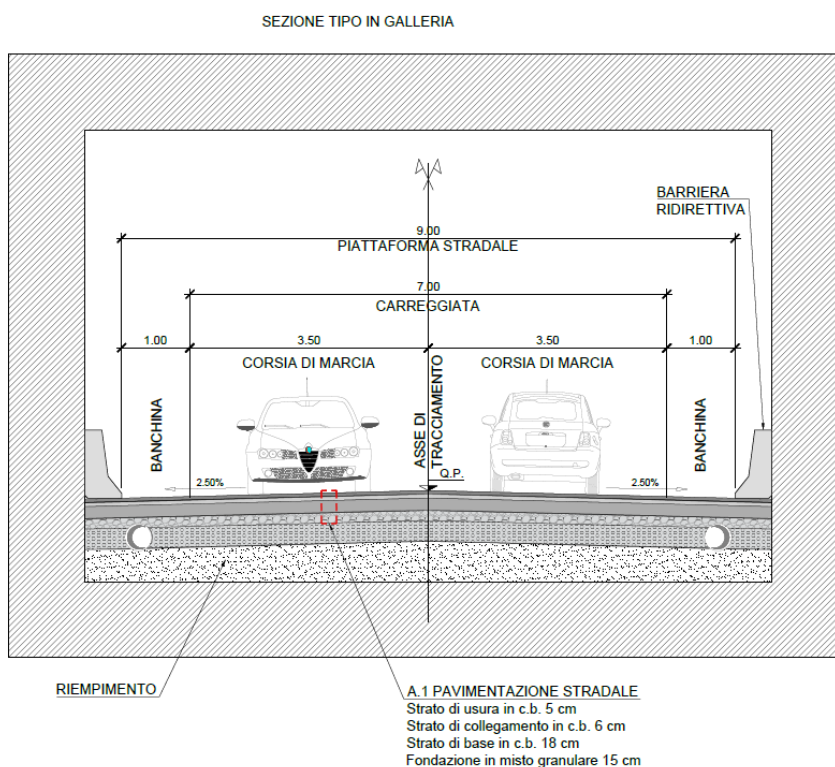 SEZIONE TIPO IN GALLERIA
BARRIERA
RIDIRETTIVA
9.00
PIATTAFORMA STRADALE
7.00
CARREGGIATA
1.00
3.50
3.50
1.00
CORSIA DI MARCIA
CORSIA DI MARCIA
BANCHINA
ASSE DI
TRACCIAMENTO
BANCHINA
2.50%
Q.P.
2.50%
RIEMPIMENTO
A.1 PAVIMENTAZIONE STRADALE
Strato di usura in c.b. 5 cm
Strato di collegamento in c.b. 6 cm
Strato di base in c.b. 18 cm
Fondazione in misto granulare 15 cm